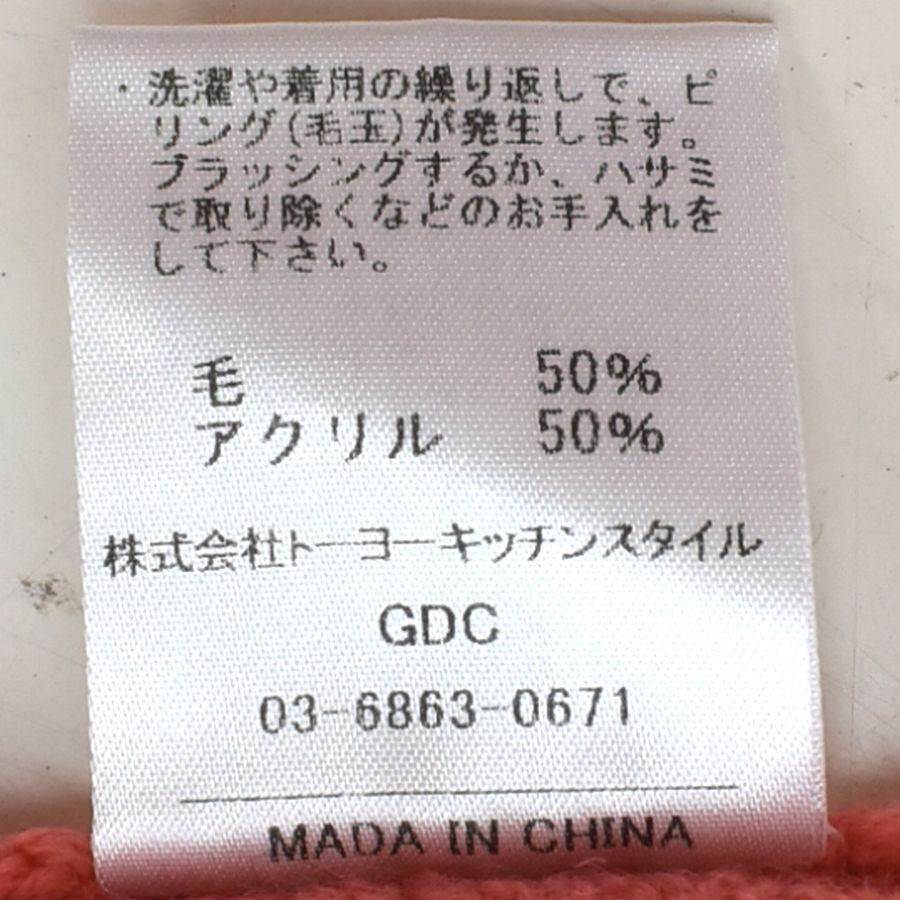 ・洗濯や着用の繰り返しで、ピ
リング(毛玉)が発生します。
ブラッシングするか、ハサミ
で取り除くなどのお手入れを
して下さい。
毛 50%
アクリル 50%
株式会社トーヨーキッチンスタイル
GDC
03-6863-0671
MADA IN CHINA